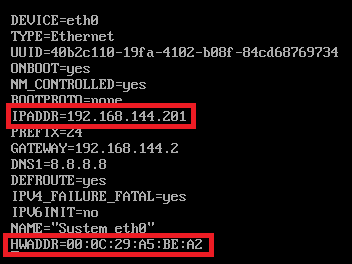 DEVICE=eth0
TYPE=Ethernet
UUID=40b2c110-19fa-4102-b08f-84cd68769734
ONBOOT=yes
NM_CONTROLLED=yes
BOOTPROTO=none
IPADDR=192.168.144.201
PREFIX=24
GATEWAY=192.168.144.2
DNS1=8.8.8.8
DEFROUTE=yes
IPV4_FAILURE_FATAL=yes
IPV6INIT=no
NAME="System eth0"
HWADDR=00:0C:29:A5:BE:A2